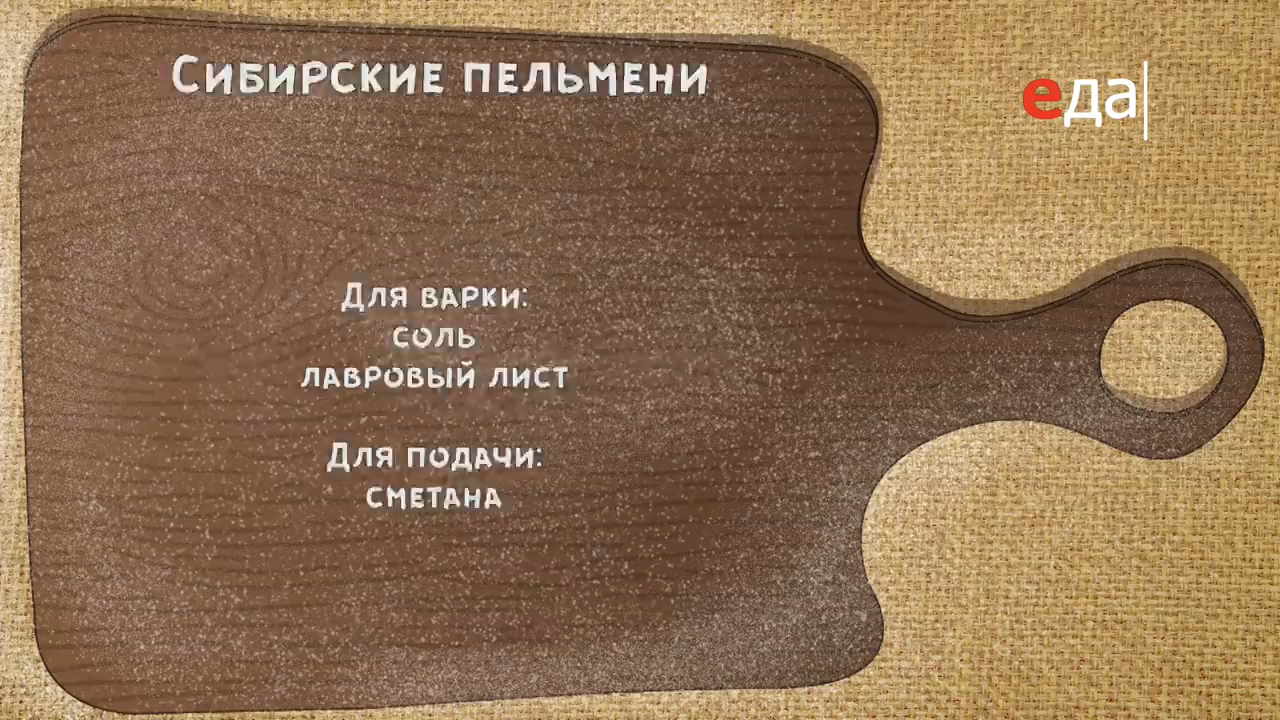 Сибирские пельмени
еда
Для варки:
соль
лавровый лист
Для подачи:
сметана